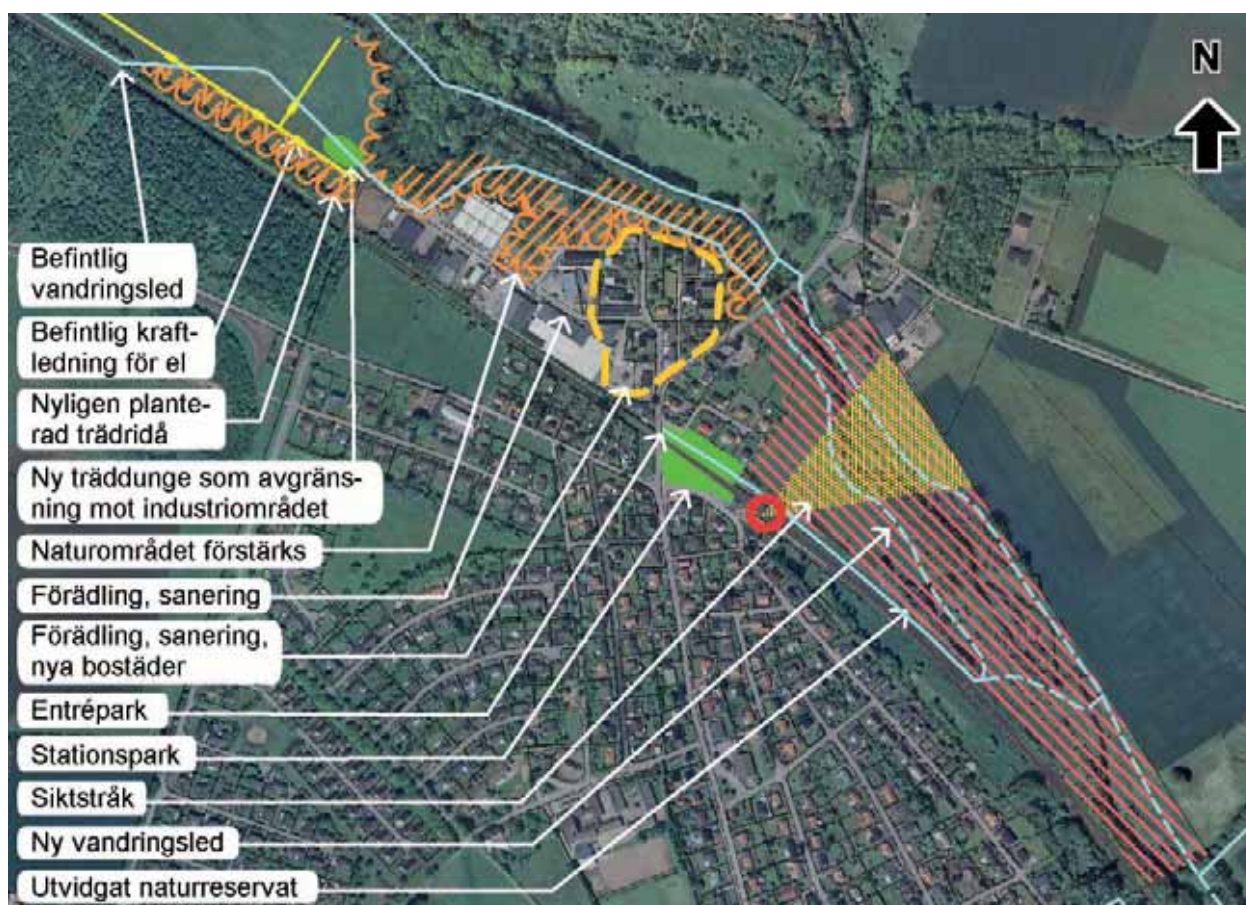 N
Befintlig
vandringsled
Befintlig kraft-
ledning för el
Nyligen plante-
rad trädridå
Ny träddunge som avgräns-
ning mot industriområdet
Naturområdet förstärks
Förädling, sanering
Förädling, sanering,
nya bostäder
Entrépark
Stationspark
Siktstråk
Ny vandringsled
Utvidgat naturreservat